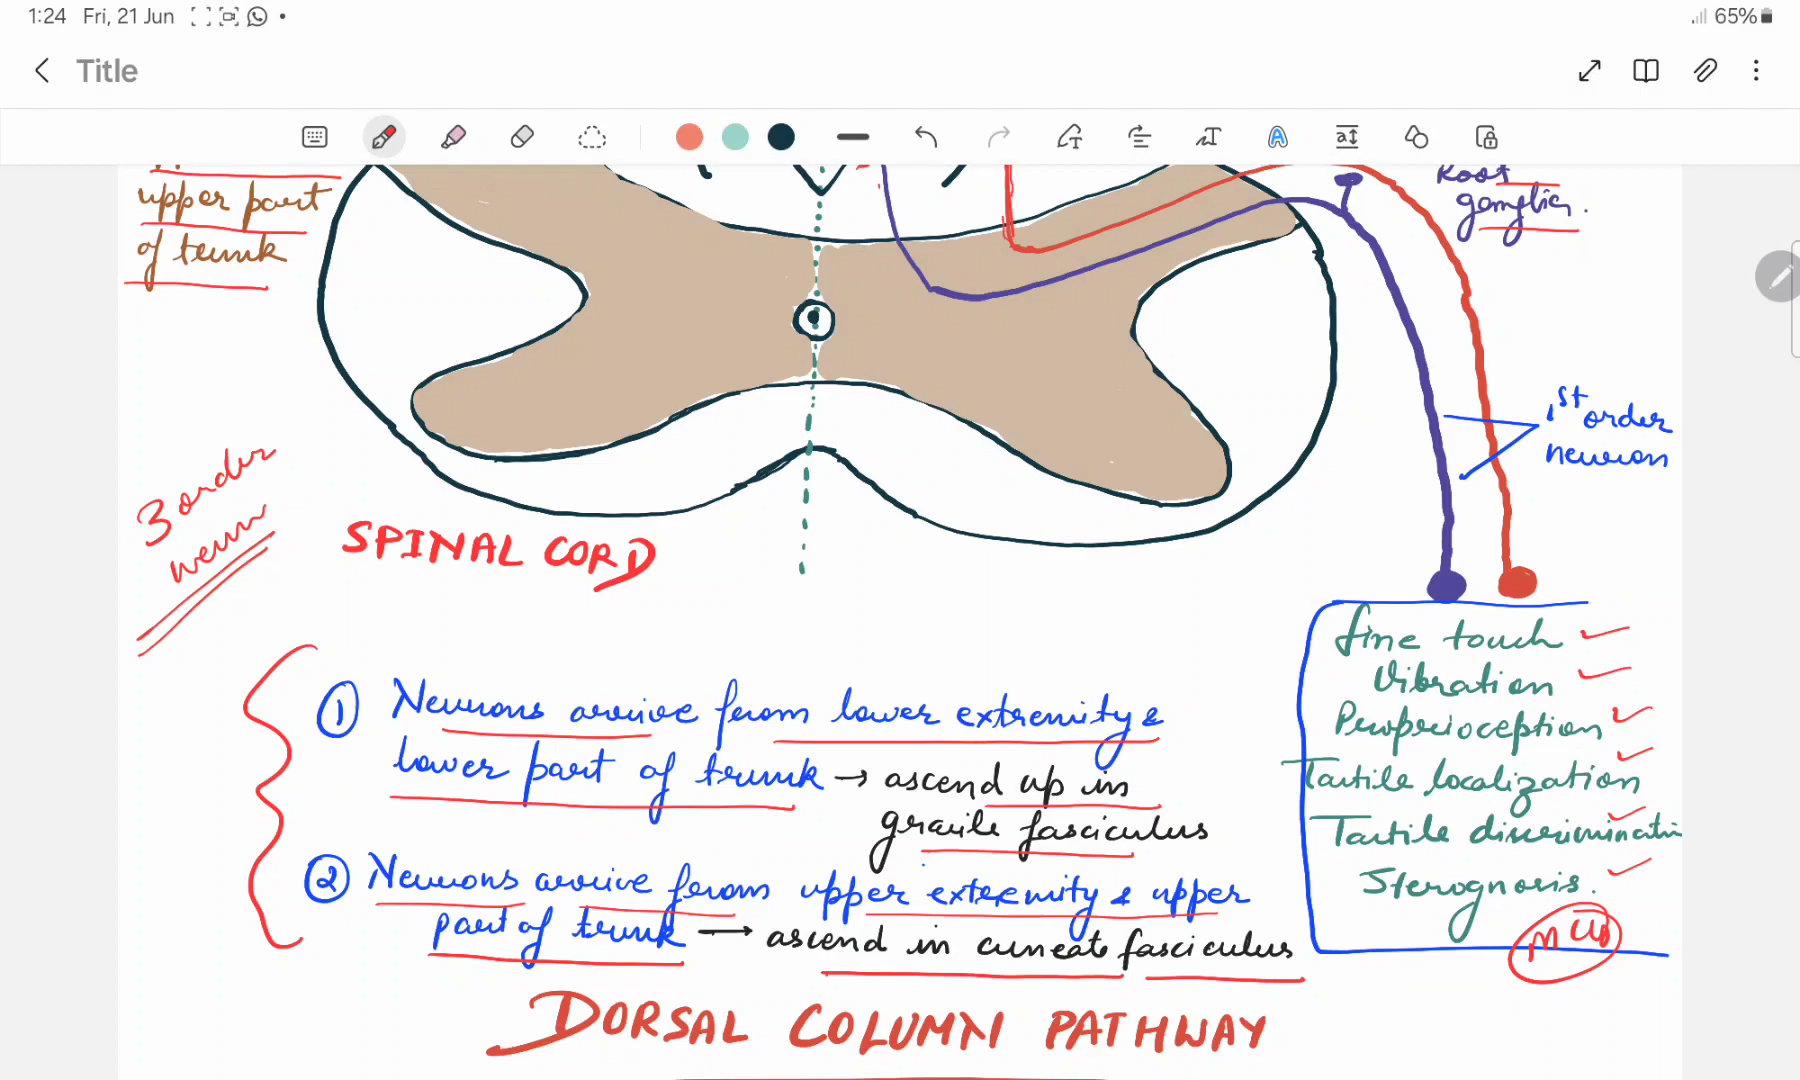 1:24 Fri, 21 Jun
65%
Title
upper part
of trunk
Root
ganglia.
1st order
neuron
3 order
SPINAL CORD
fine touch
Vibration
Proprioception
Tactile localization
Tactile discriminatin
Sterognosis.
① Neurons arrive from lower extremity &
lower part of trunk → ascend up in
gracile fasciculus
② Neurons arrive from upper extremity & upper
part of trunk → ascend in cuneate fasciculus
DORSAL COLUMN PATHWAY